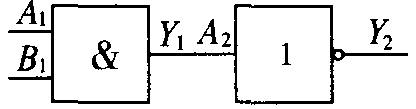 A₁ B₁ & Y₁ A₂ 1 Y₂